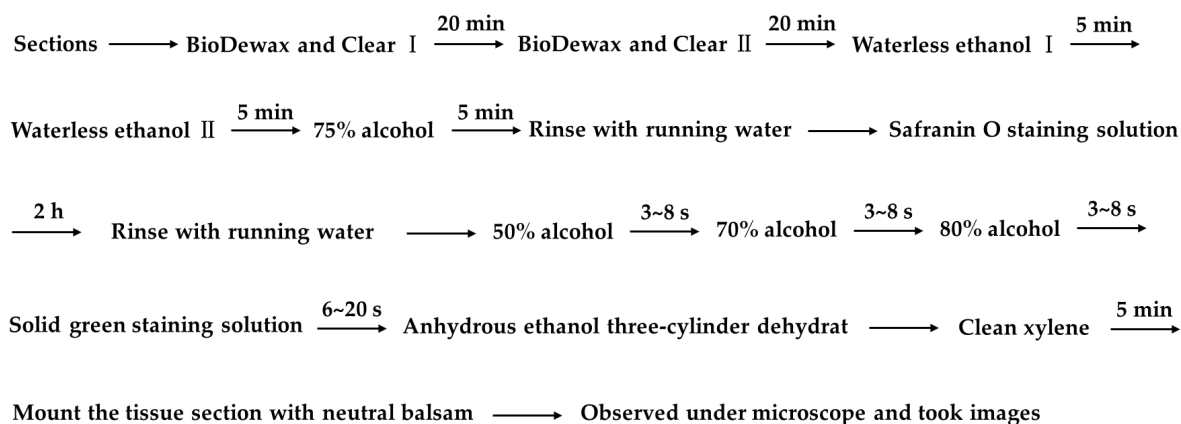 Sections → BioDewax and Clear Ⅰ 20 min → BioDewax and Clear Ⅱ 20 min → Waterless ethanol Ⅰ 5 min →
Waterless ethanol Ⅱ 5 min → 75% alcohol 5 min → Rinse with running water → Safranin O staining solution
2 h → Rinse with running water → 50% alcohol 3~8 s → 70% alcohol 3~8 s → 80% alcohol 3~8 s →
Solid green staining solution 6~20 s → Anhydrous ethanol three-cylinder dehydrat → Clean xylene 5 min →
Mount the tissue section with neutral balsam → Observed under microscope and took images